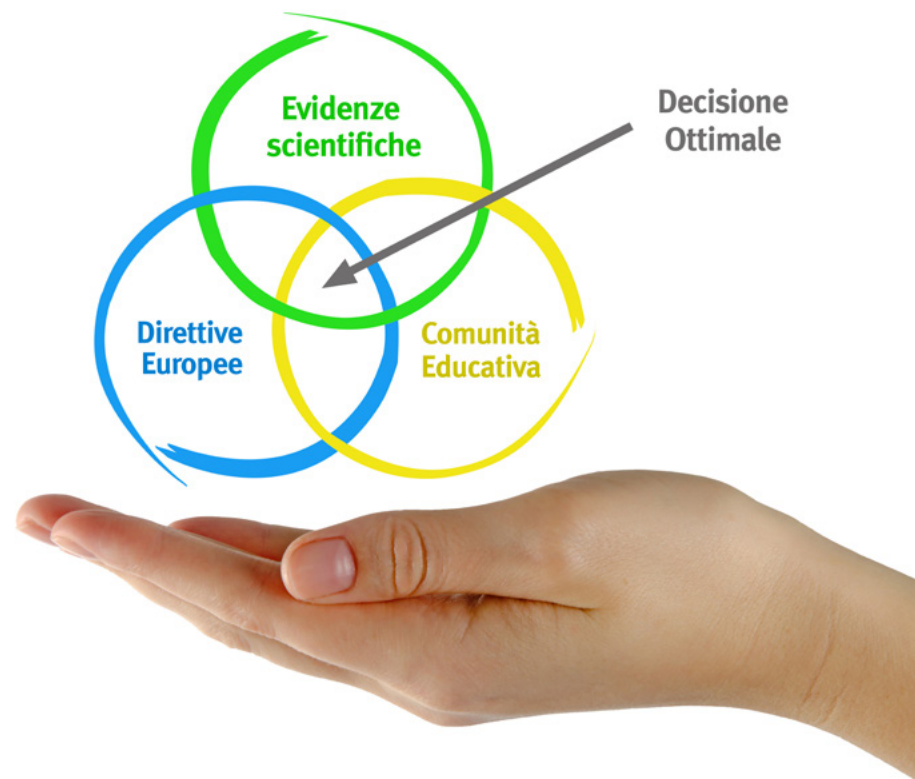 Evidenze
scientifiche
Decisione
Ottimale
Direttive
Europee
Comunità
Educativa